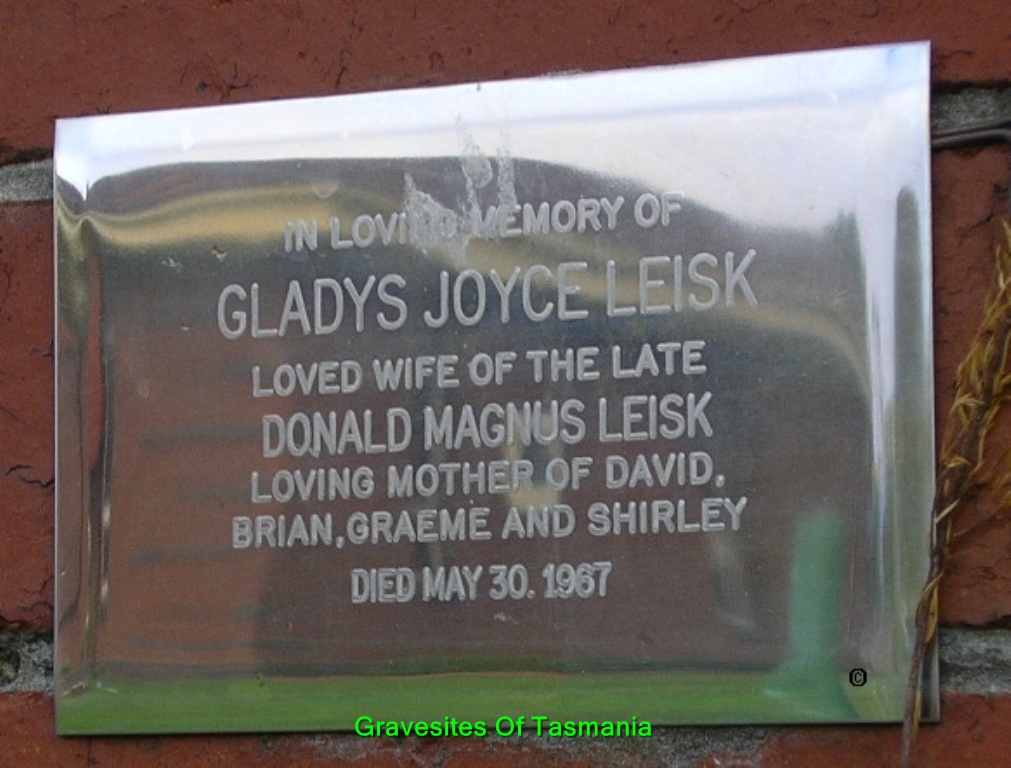 IN LOVING MEMORY OF
GLADYS JOYCE LEISK
LOVED WIFE OF THE LATE
DONALD MAGNUS LEISK
LOVING MOTHER OF DAVID,
BRIAN, GRAEME AND SHIRLEY
DIED MAY 30. 1967
©
Gravesites Of Tasmania